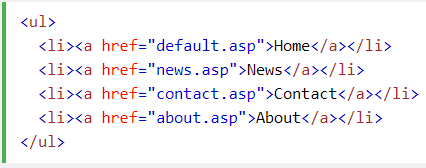 <ul>
  <li><a href="default.asp">Home</a></li>
  <li><a href="news.asp">News</a></li>
  <li><a href="contact.asp">Contact</a></li>
  <li><a href="about.asp">About</a></li>
</ul>